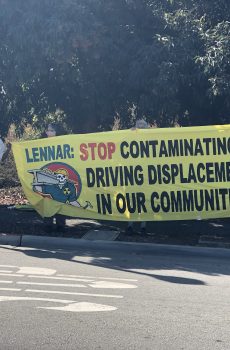 LENNAR: STOP CONTAMINATING
DRIVING DISPLACEME
IN OUR COMMUNIT